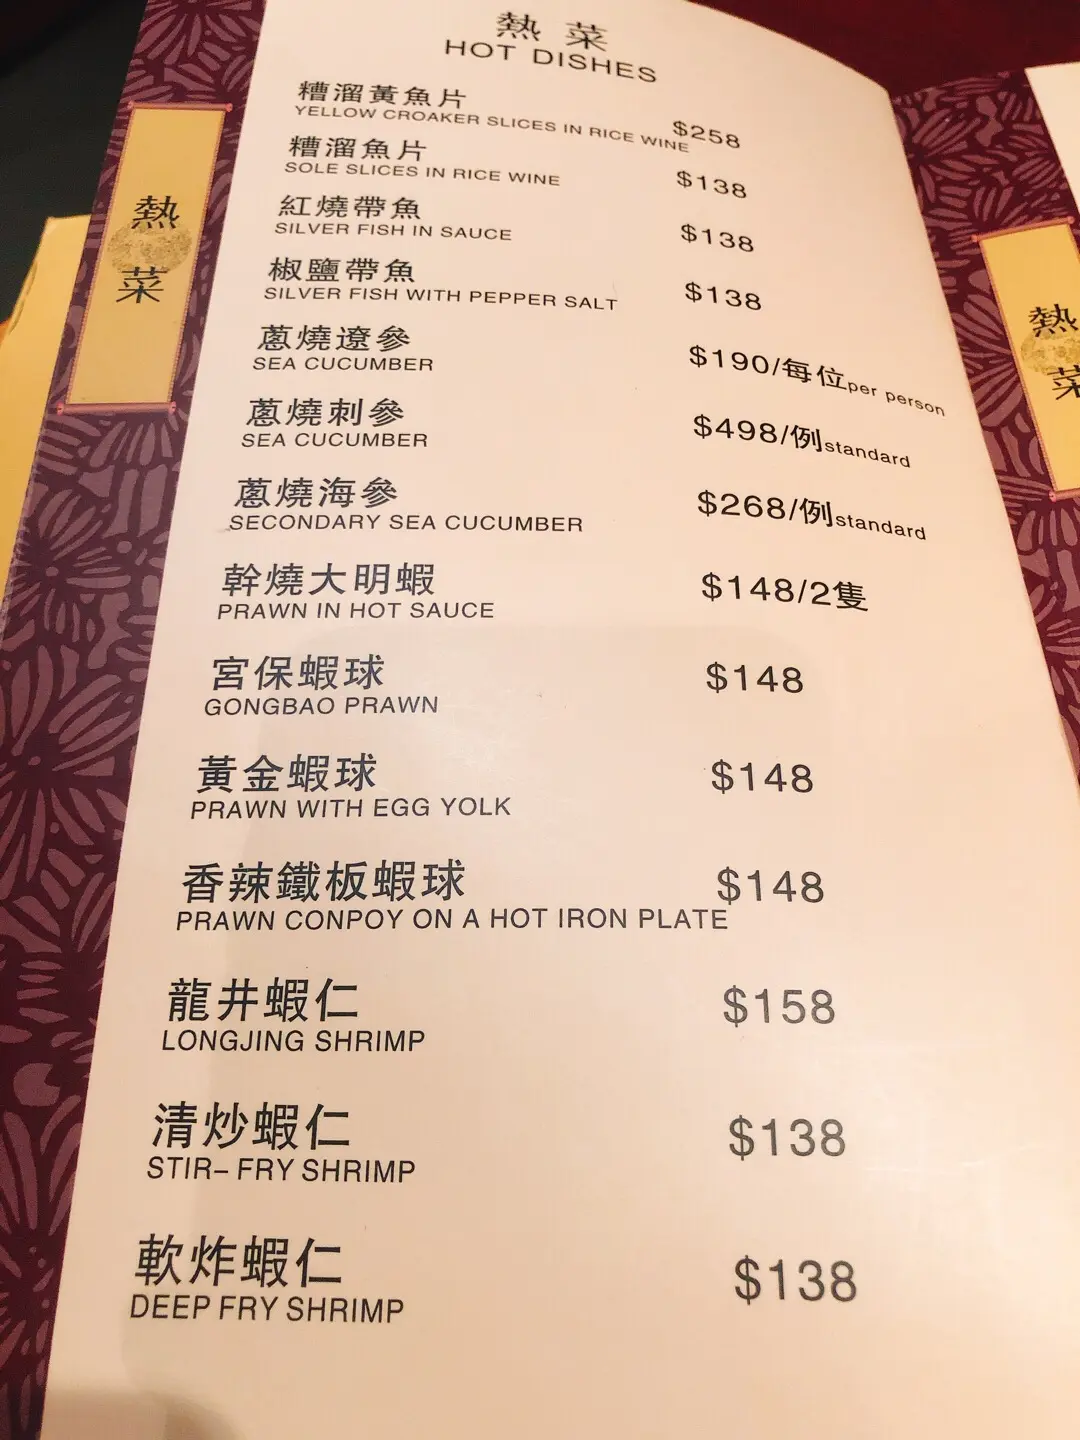 熱菜
HOT DISHES
糟溜黃魚片
YELLOW CROAKER SLICES IN RICE WINE $258
糟溜魚片
SOLE SLICES IN RICE WINE $138
紅燒帶魚
SILVER FISH IN SAUCE $138
椒鹽帶魚
SILVER FISH WITH PEPPER SALT $138
蔥燒遼參
SEA CUCUMBER $190/每位per person
蔥燒刺參
SEA CUCUMBER $498/例standard
蔥燒海參
SECONDARY SEA CUCUMBER $268/例standard
幹燒大明蝦
PRAWN IN HOT SAUCE $148/2隻
宮保蝦球
GONGBAO PRAWN $148
黃金蝦球
PRAWN WITH EGG YOLK $148
香辣鐵板蝦球
PRAWN CONPOY ON A HOT IRON PLATE $148
龍井蝦仁
LONGJING SHRIMP $158
清炒蝦仁
STIR- FRY SHRIMP $138
軟炸蝦仁
DEEP FRY SHRIMP $138
熱菜
熱菜